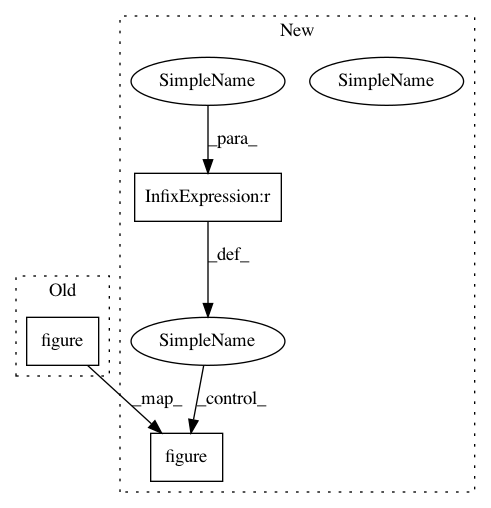 New
SimpleName
SimpleName
_para_
InfixExpression:r
_def_
Old
figure
SimpleName
_map_
_control_
figure